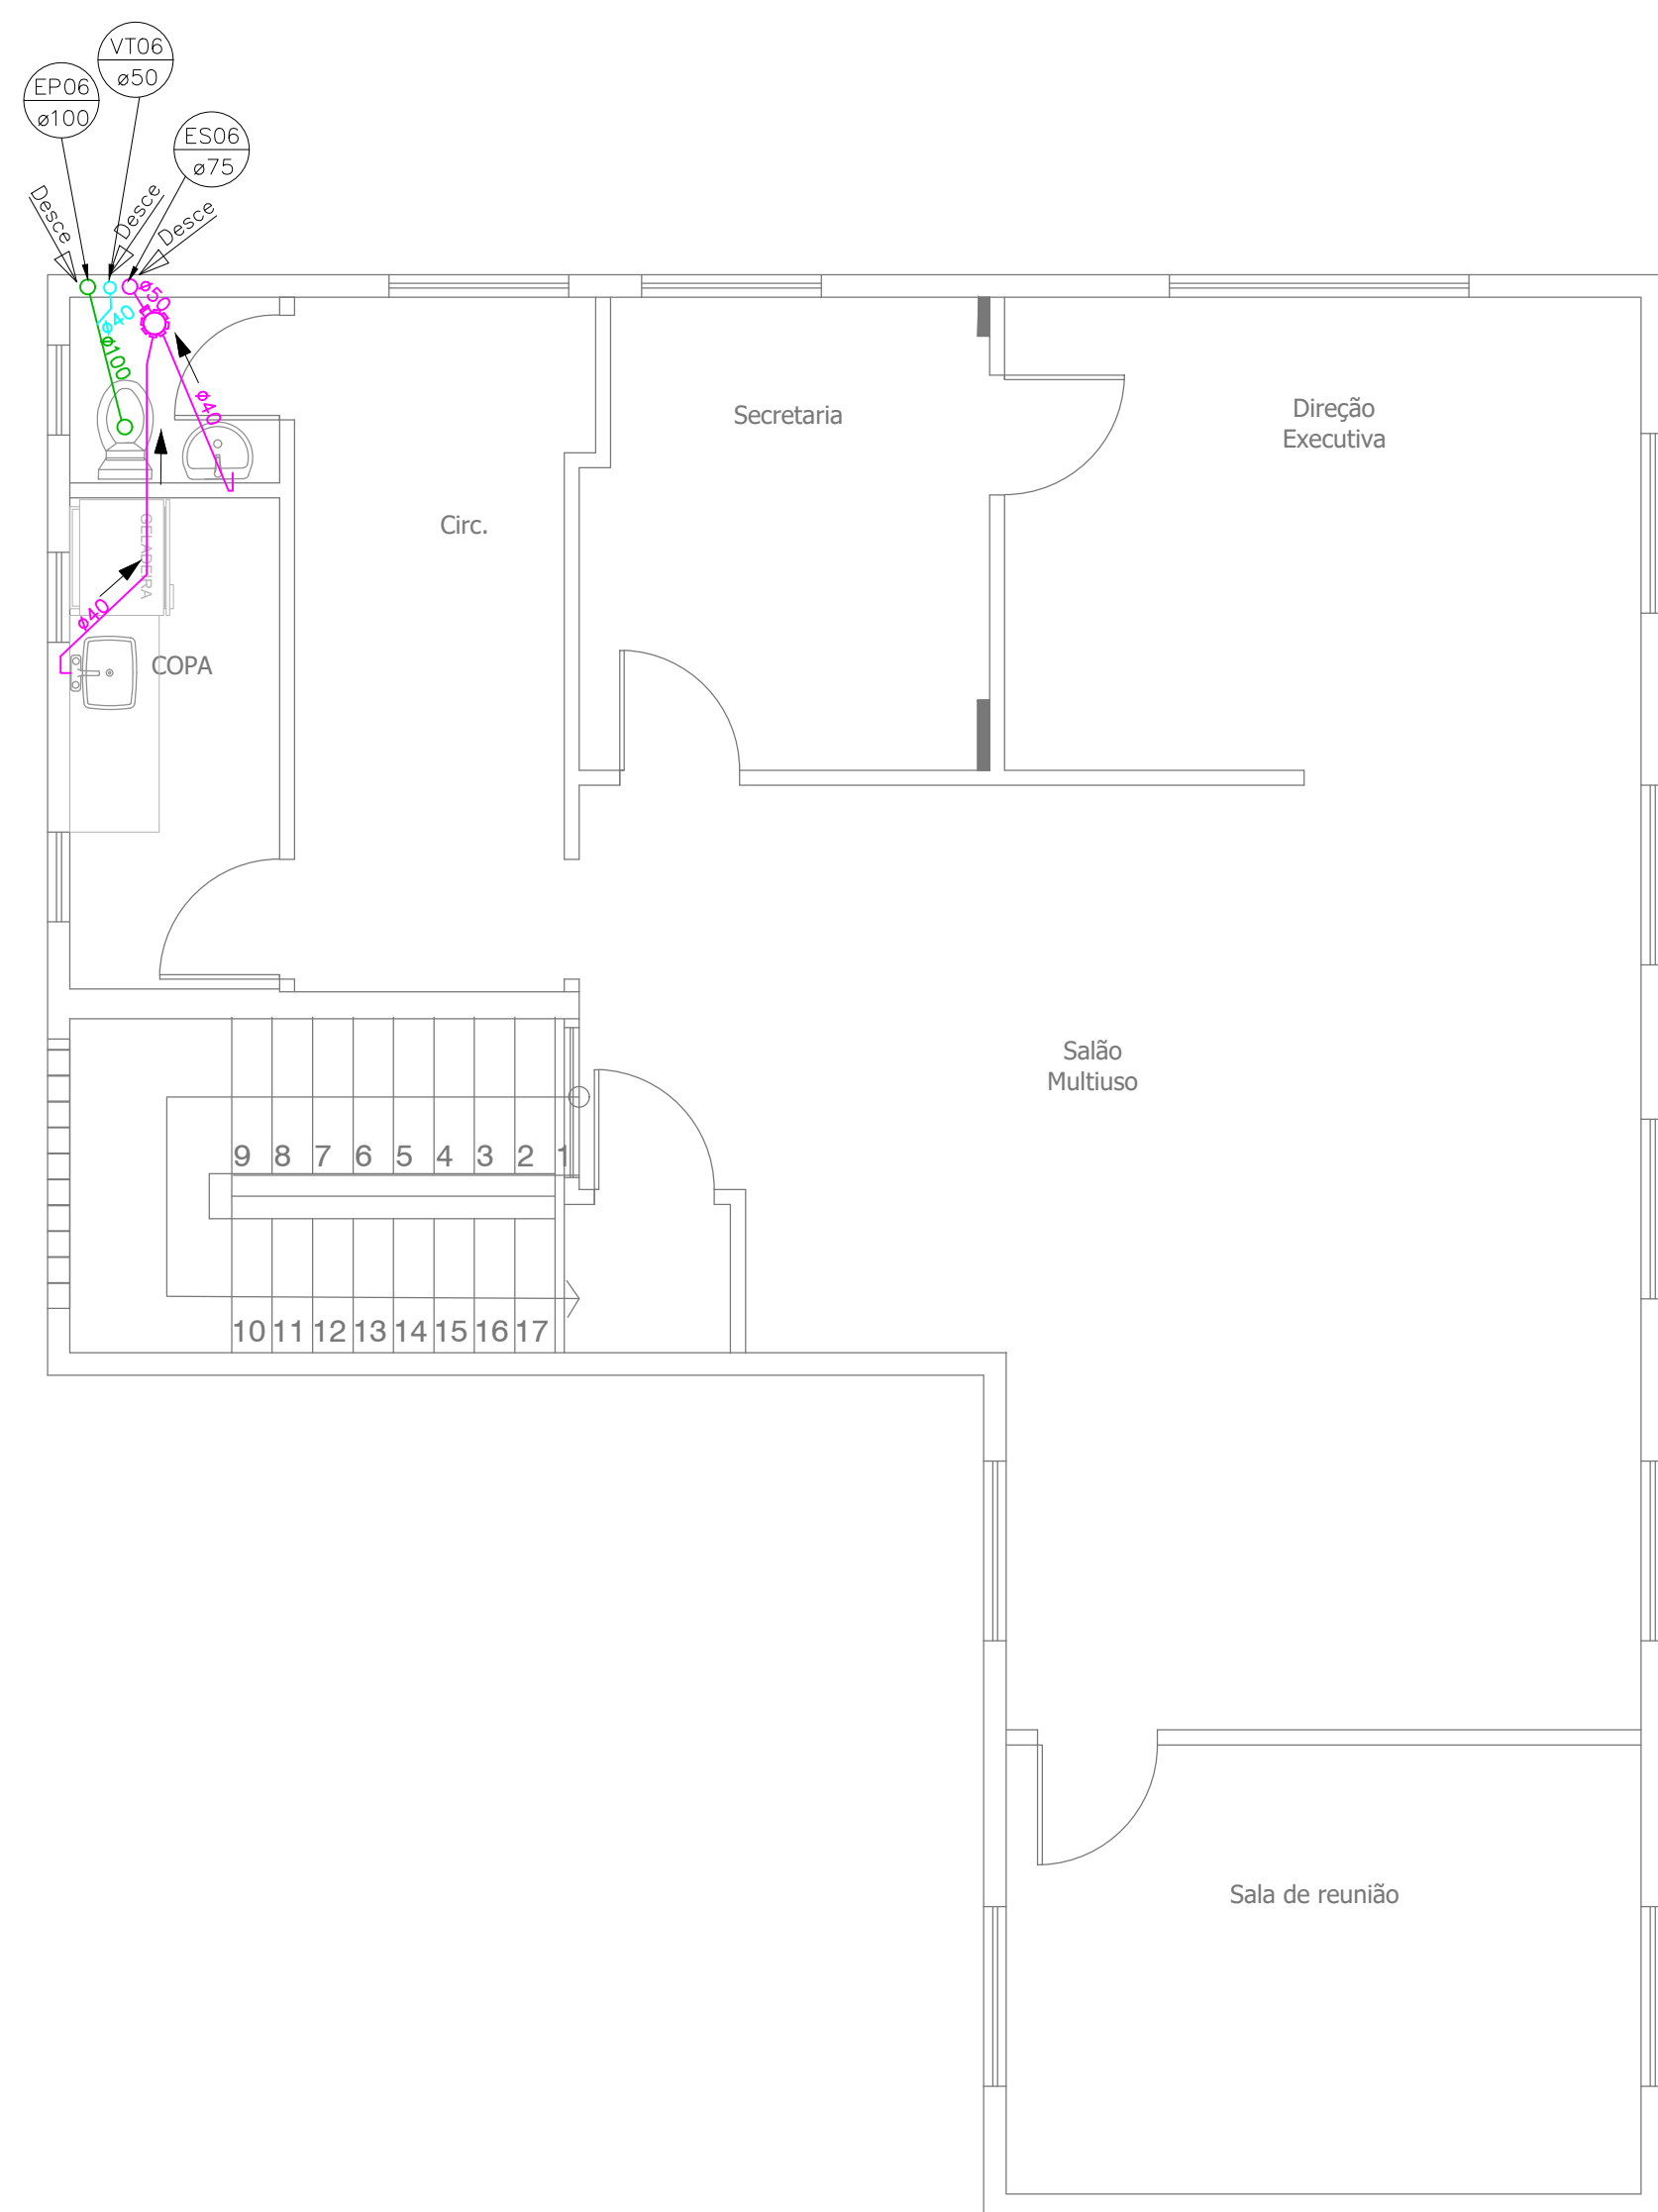 VT06
ø50
EP06
ø100
ES06
ø75
Desce
Desce
Desce
ø50
ø40
ø100
ø40
Secretaria
Direção
Executiva
Circ.
GELADEIRA
ø40
COPA
Salão
Multiuso
9 8 7 6 5 4 3 2 1
10 11 12 13 14 15 16 17
Sala de reunião